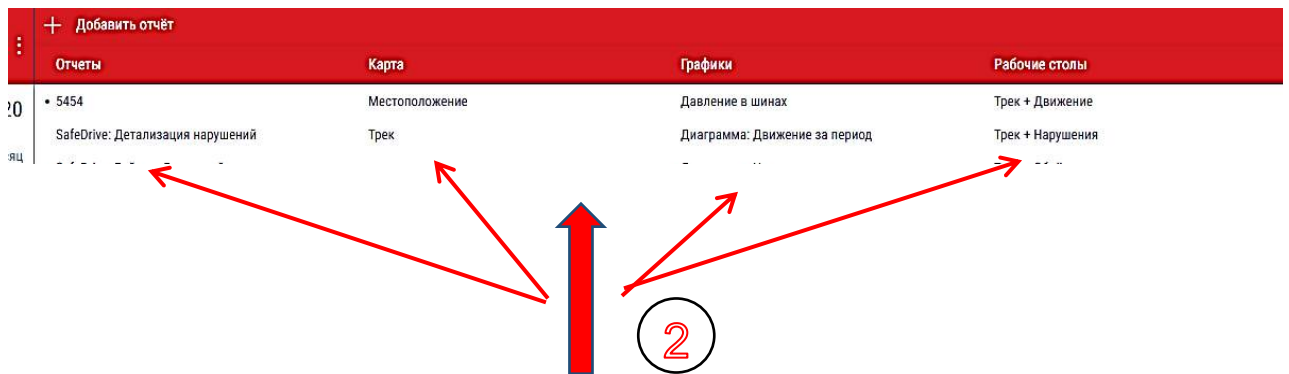 Добавить отчёт
Отчеты Карта Графики Рабочие столы
20 • 5454 Местоположение Давление в шинах Трек + Движение
SafeDrive: Детализация нарушений Трек Диаграмма: Движение за период Трек + Нарушения
2